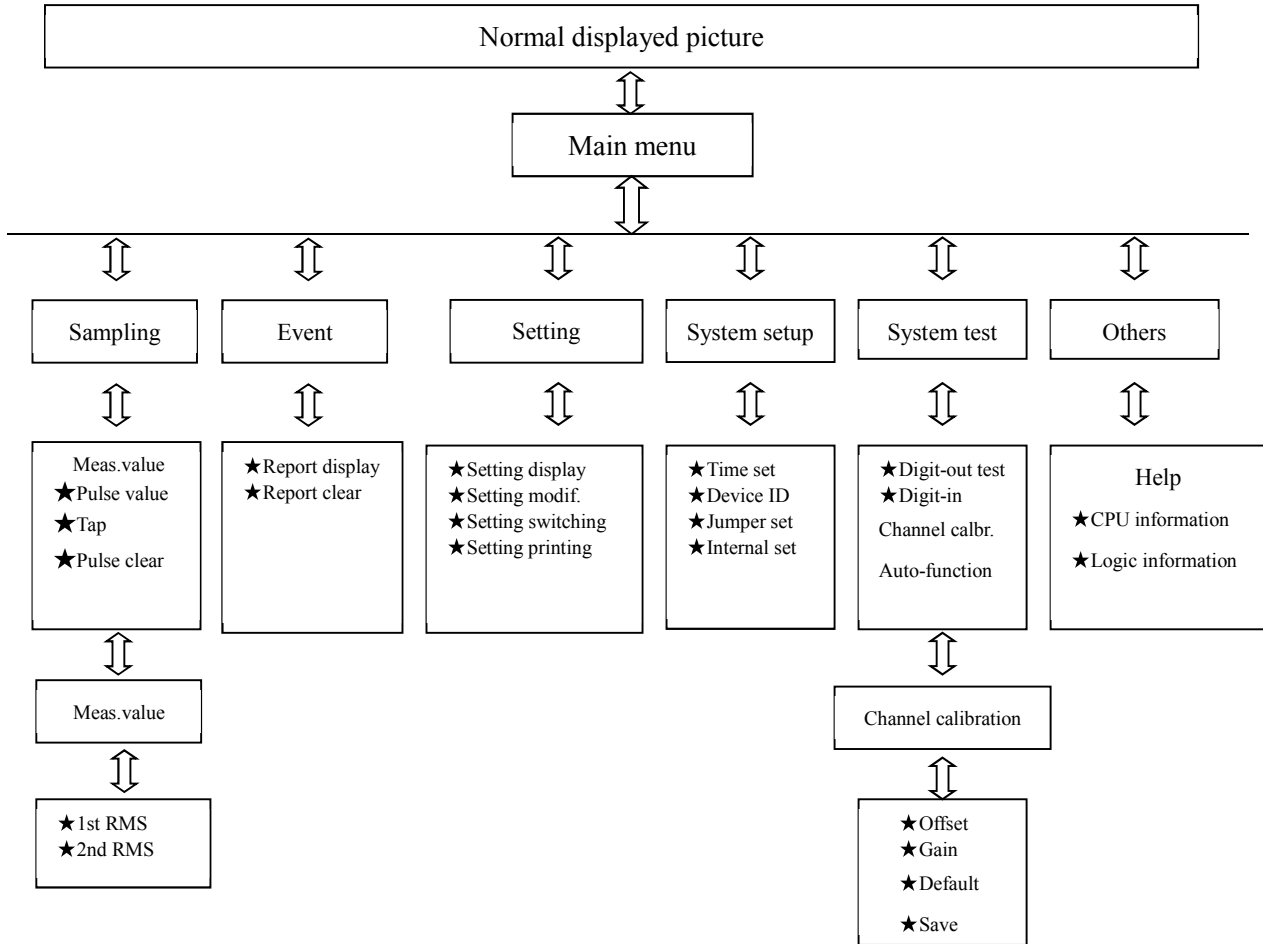 Normal displayed picture
Main menu
Sampling
Event
Setting
System setup
System test
Others
Meas.value
★Pulse value
★Tap
★Pulse clear
★Report display
★Report clear
★Setting display
★Setting modif.
★Setting switching
★Setting printing
★Time set
★Device ID
★Jumper set
★Internal set
★Digit-out test
★Digit-in
Channel calbr.
Auto-function
Help
★CPU information
★Logic information
Meas.value
Channel calibration
★1st RMS
★2nd RMS
★Offset
★Gain
★Default
★Save